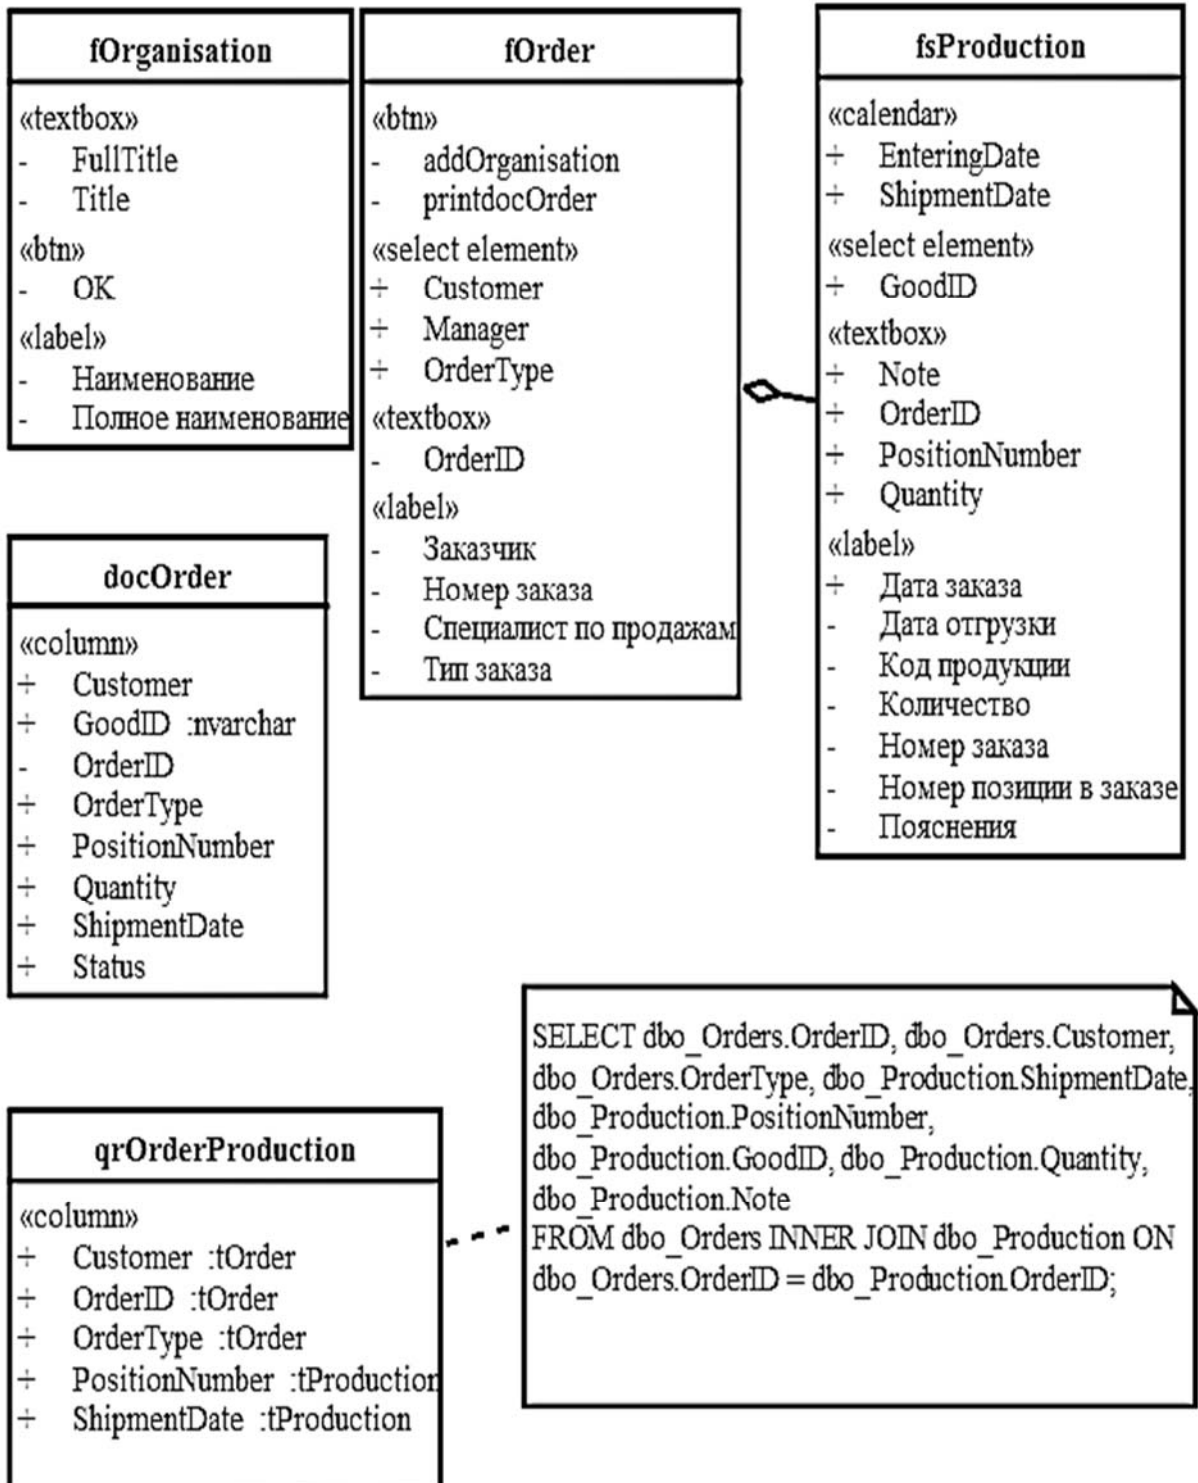 fOrganisation
«textbox»
- FullTitle
- Title
«btn»
- OK
«label»
- Наименование
- Полное наименование
fOrder
«btn»
- addOrganisation
- printdocOrder
«select element»
+ Customer
+ Manager
+ OrderType
«textbox»
- OrderID
«label»
- Заказчик
- Номер заказа
- Специалист по продажам
- Тип заказа
fsProduction
«calendar»
+ EnteringDate
+ ShipmentDate
«select element»
+ GoodID
«textbox»
+ Note
+ OrderID
+ PositionNumber
+ Quantity
«label»
+ Дата заказа
- Дата отгрузки
- Код продукции
- Количество
- Номер заказа
- Номер позиции в заказе
- Пояснения
docOrder
«column»
+ Customer
+ GoodID :nvarchar
- OrderID
+ OrderType
+ PositionNumber
+ Quantity
+ ShipmentDate
+ Status
qrOrderProduction
«column»
+ Customer :tOrder
+ OrderID :tOrder
+ OrderType :tOrder
+ PositionNumber :tProduction
+ ShipmentDate :tProduction
SELECT dbo_Orders.OrderID, dbo_Orders.Customer,
dbo_Orders.OrderType, dbo_Production.ShipmentDate,
dbo_Production.PositionNumber,
dbo_Production.GoodID, dbo_Production.Quantity,
dbo_Production.Note
FROM dbo_Orders INNER JOIN dbo_Production ON
dbo_Orders.OrderID = dbo_Production.OrderID;